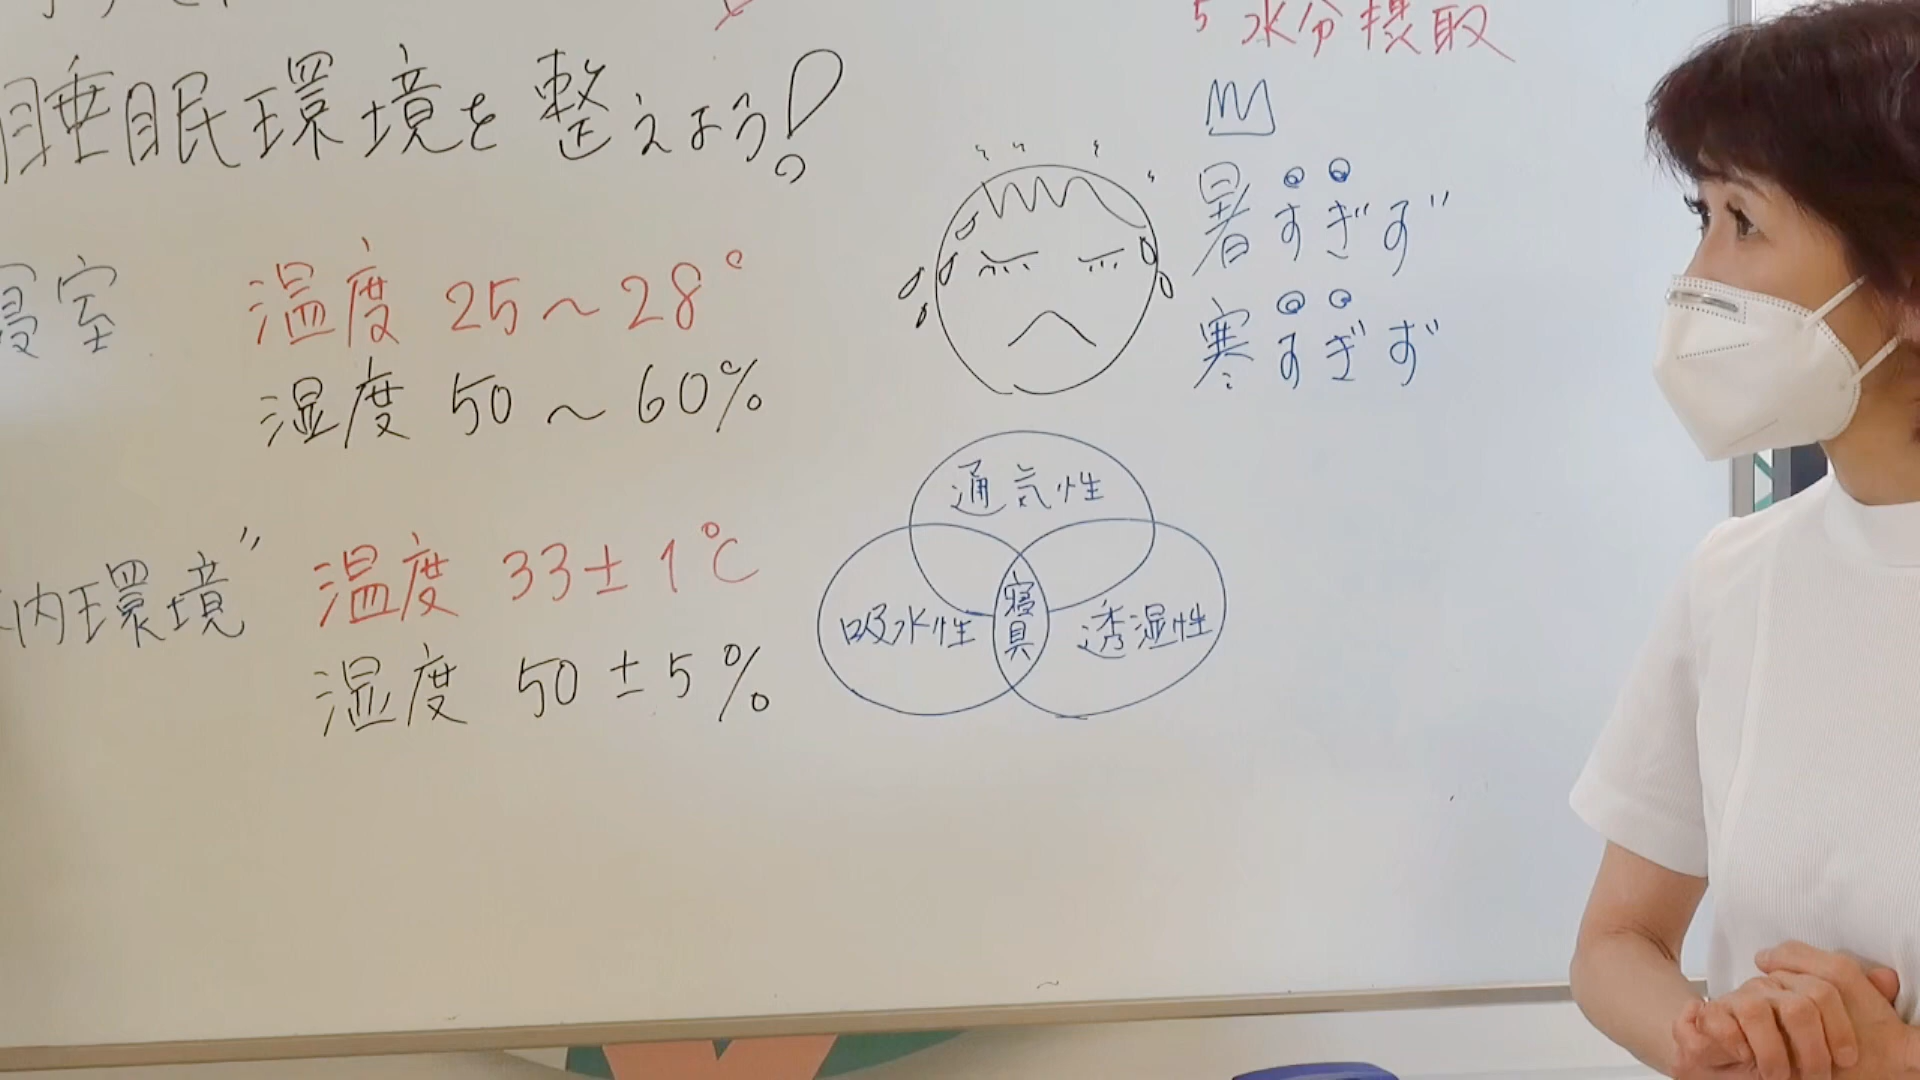 5 水分摂取
睡眠環境を整えよう!
暑すぎず
寒すぎず
寝室 温度 25〜28°
湿度 50〜60%
内環境" 温度 33±1℃
湿度 50±5%
通気性
吸水性 寝具 透湿性